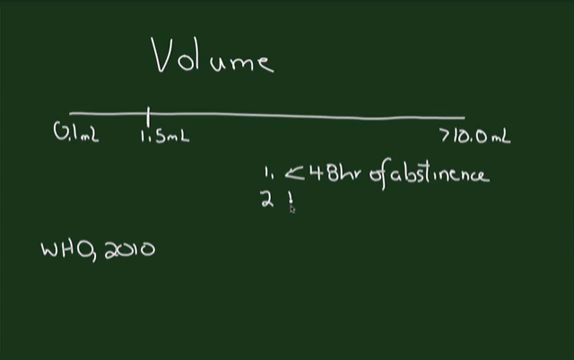 Volume
0.1mL 1.5mL >10.0mL
1. <48hr of abstinence
2
WHO, 2010